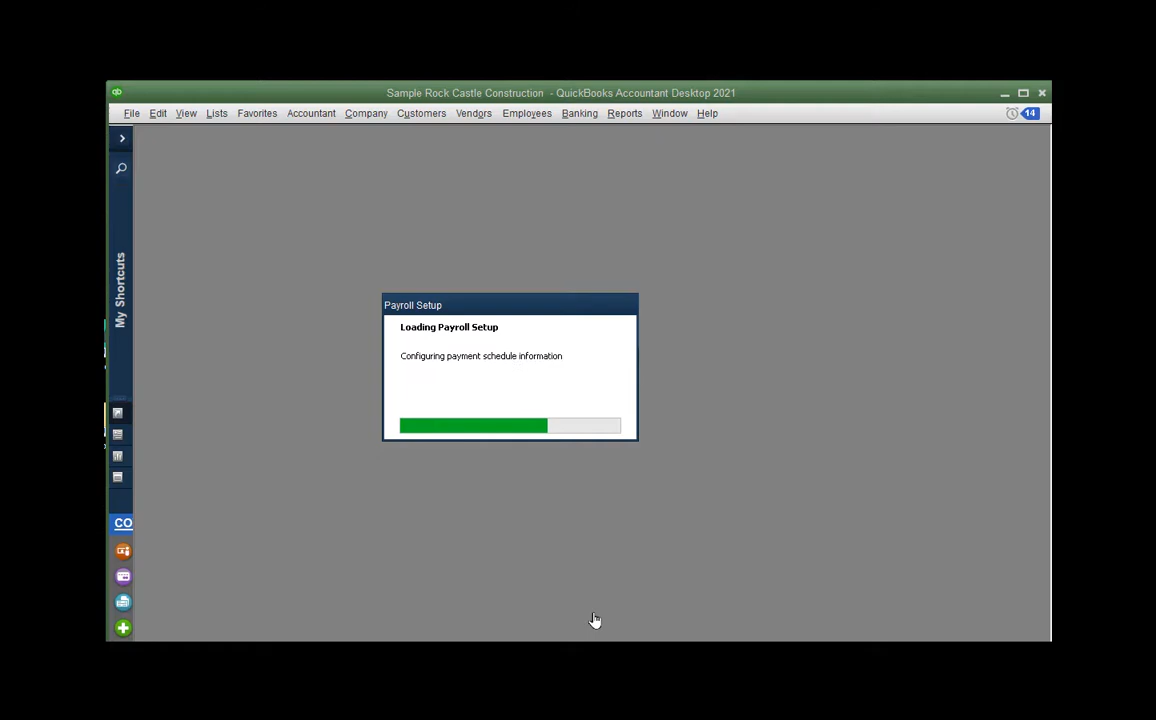 Sample Rock Castle Construction - QuickBooks Accountant Desktop 2021
File Edit View Lists Favorites Accountant Company Customers Vendors Employees Banking Reports Window Help
14
My Shortcuts
Payroll Setup
Loading Payroll Setup
Configuring payment schedule information
CO